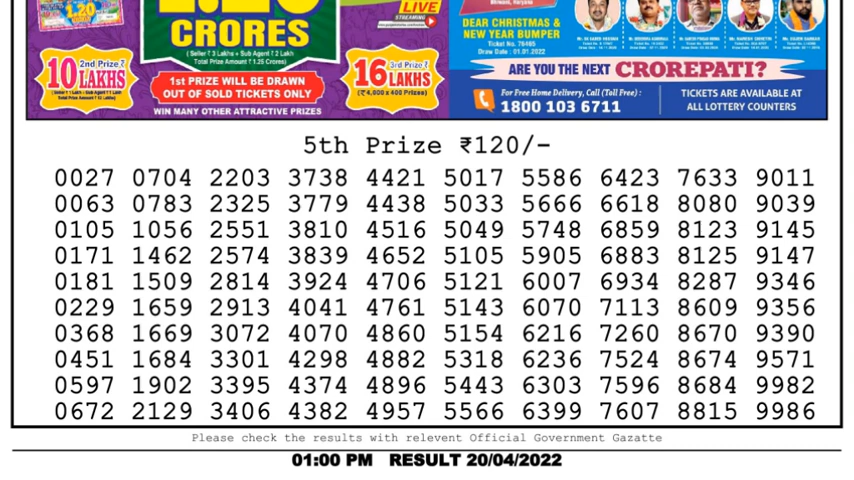 1.20
CRORES
( Seller ₹ 3 Lakhs + Sub Agent ₹ 2 Lakh
Total Prize Amount ₹ 1.25 Crores)
LIVE
STREAMING
2nd Prize ₹
10 LAKHS
3rd Prize ₹
16 LAKHS
(₹ 4,000 x 400 Prizes)
1st PRIZE WILL BE DRAWN
OUT OF SOLD TICKETS ONLY
WIN MANY OTHER ATTRACTIVE PRIZES
DEAR CHRISTMAS &
NEW YEAR BUMPER
Ticket No. 76465
Draw Date : 01.01 2022
ARE YOU THE NEXT CROREPATI?
For Free Home Delivery, Call (Toll Free) :
1800 103 6711
TICKETS ARE AVAILABLE AT
ALL LOTTERY COUNTERS
5th Prize ₹120/-
0027 0704 2203 3738 4421 5017 5586 6423 7633 9011
0063 0783 2325 3779 4438 5033 5666 6618 8080 9039
0105 1056 2551 3810 4516 5049 5748 6859 8123 9145
0171 1462 2574 3839 4652 5105 5905 6883 8125 9147
0181 1509 2814 3924 4706 5121 6007 6934 8287 9346
0229 1659 2913 4041 4761 5143 6070 7113 8609 9356
0368 1669 3072 4070 4860 5154 6216 7260 8670 9390
0451 1684 3301 4298 4882 5318 6236 7524 8674 9571
0597 1902 3395 4374 4896 5443 6303 7596 8684 9982
0672 2129 3406 4382 4957 5566 6399 7607 8815 9986
Please check the results with relevent Official Government Gazatte
01:00 PM RESULT 20/04/2022